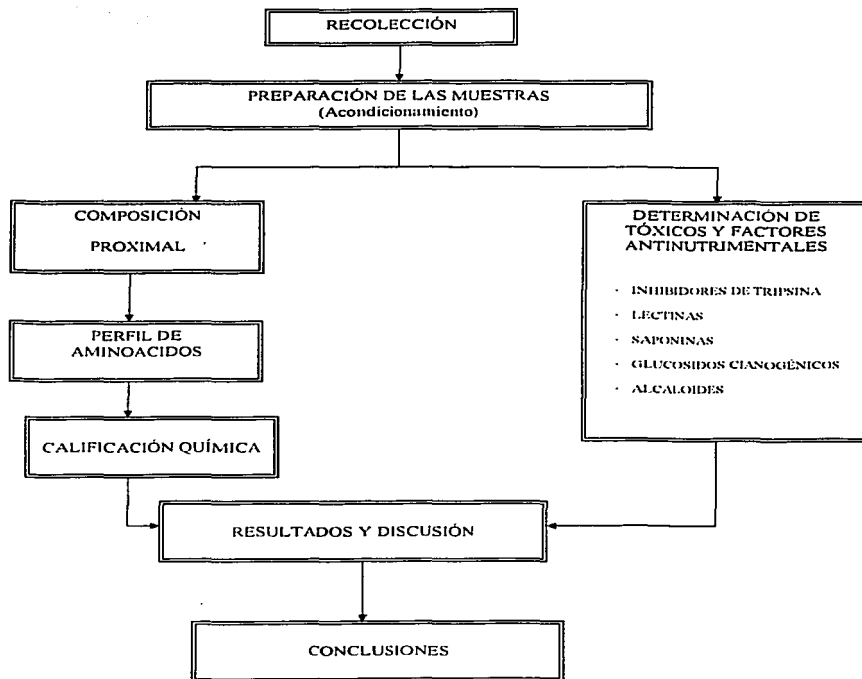 RECOLECCIÓN
PREPARACIÓN DE LAS MUESTRAS
(Acondicionamiento)
COMPOSICIÓN
PROXIMAL
PERFIL DE
AMINOACIDOS
CALIFICACIÓN QUÍMICA
DETERMINACIÓN DE
TÓXICOS Y FACTORES
ANTINUTRIMENTALES
· INHIBIDORES DE TRIPSINA
· LECTINAS
· SAPONINAS
· GLUCOSIDOS CIANOGÉNICOS
· ALCALOIDES
RESULTADOS Y DISCUSIÓN
CONCLUSIONES